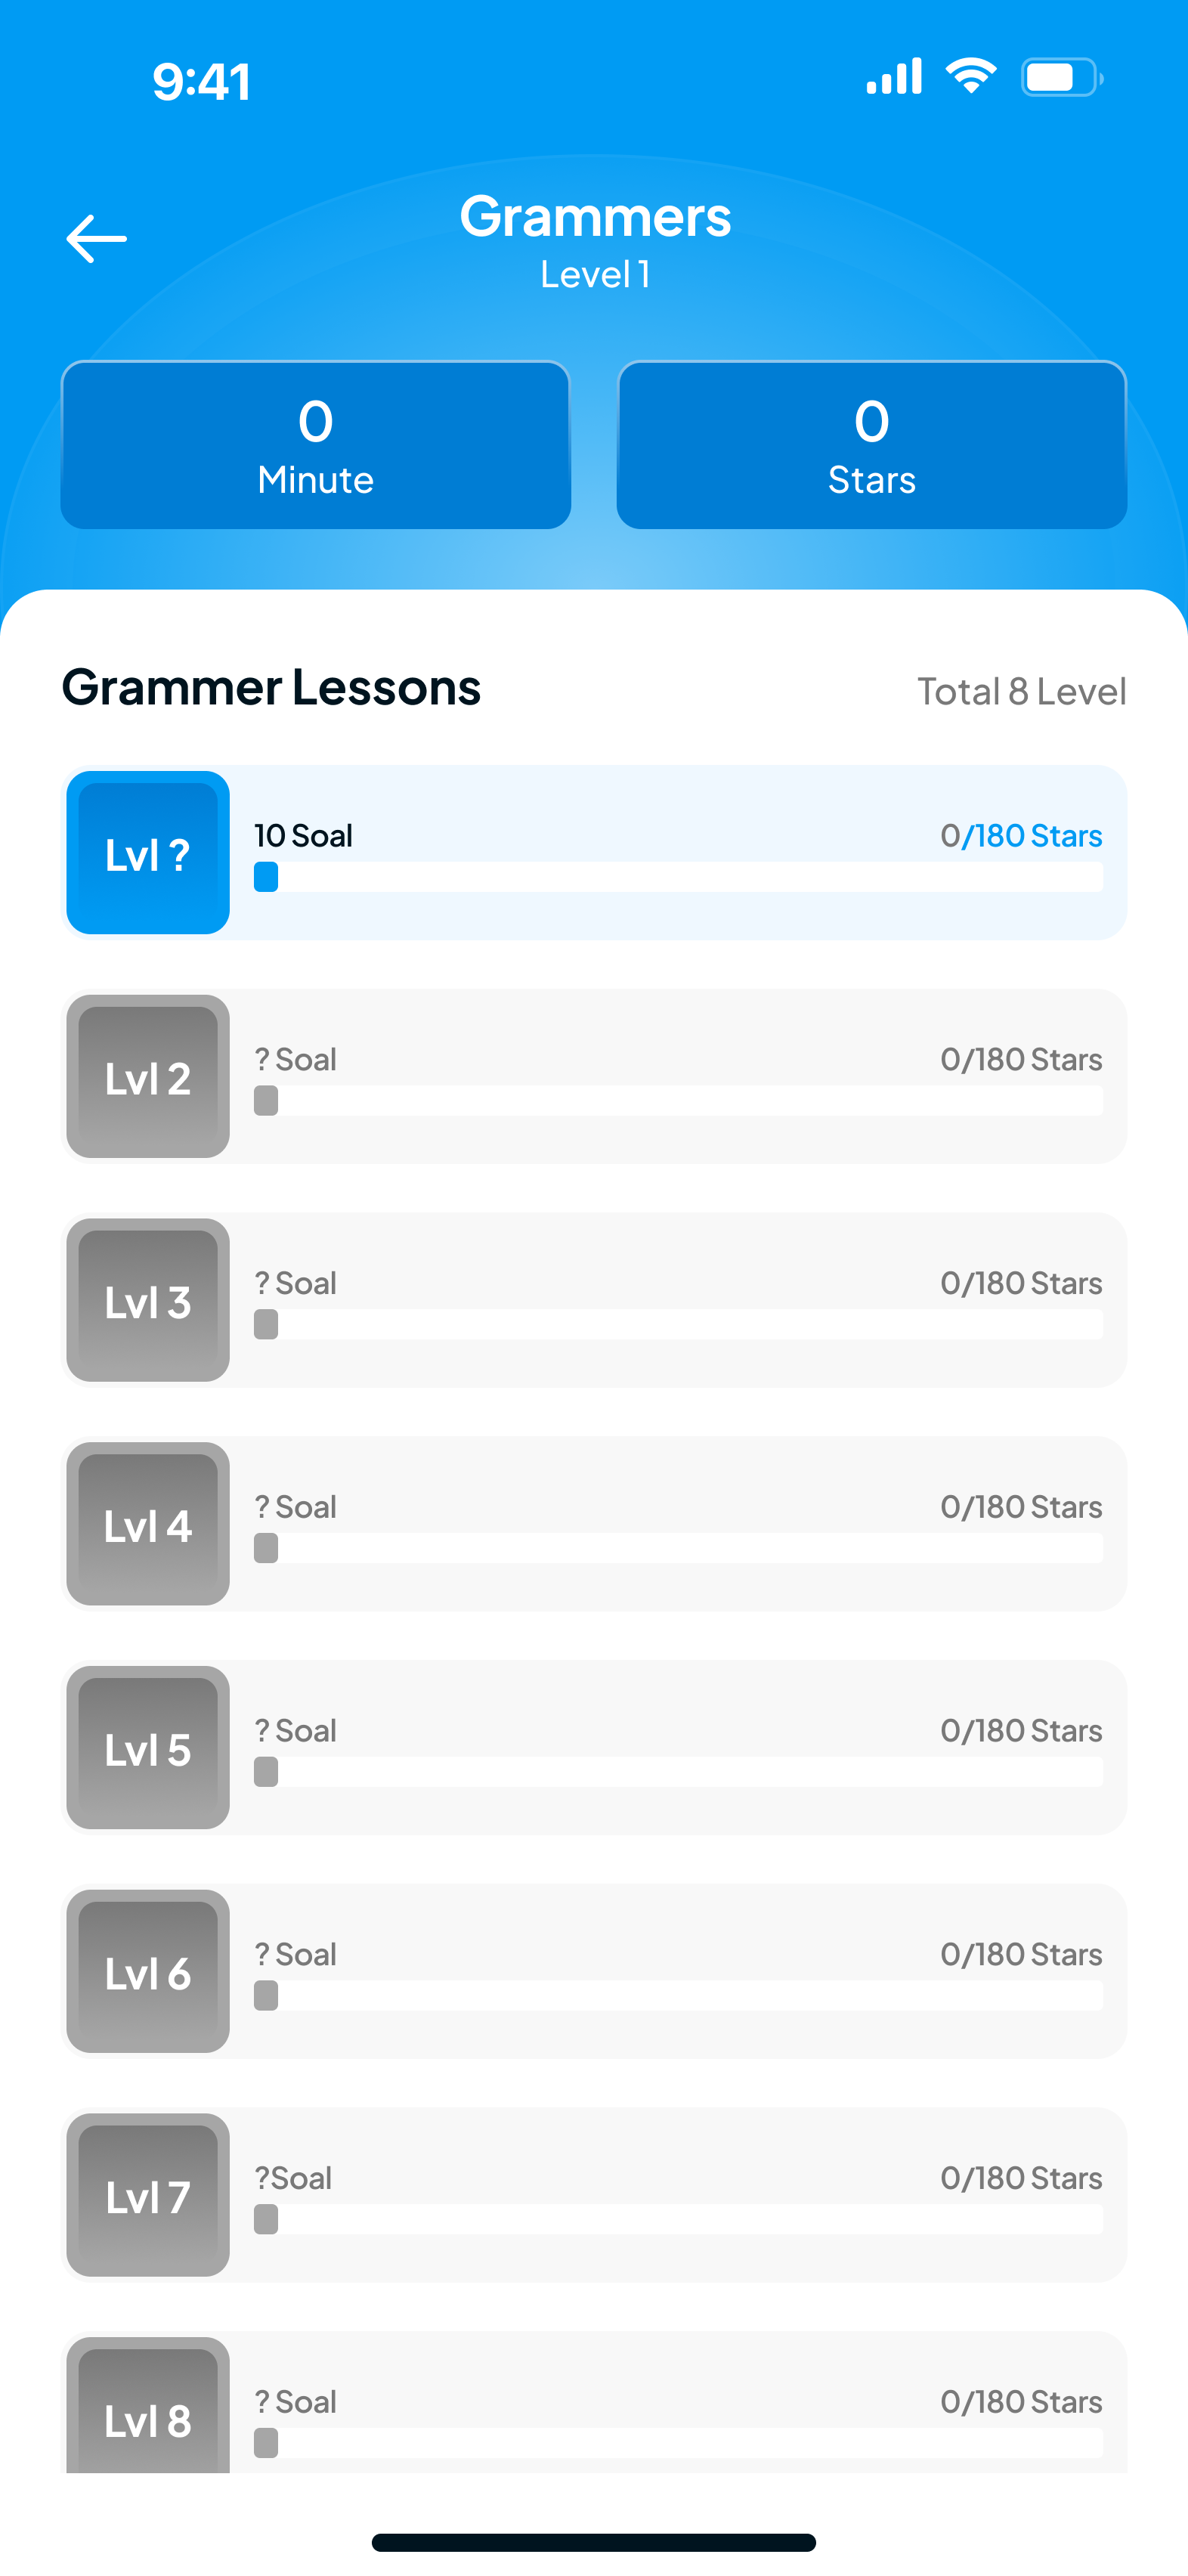 9:41
Grammers
Level 1
0
Minute
0
Stars
Grammer Lessons
Total 8 Level
Lvl ?
10 Soal
0/180 Stars
Lvl 2
? Soal
0/180 Stars
Lvl 3
? Soal
0/180 Stars
Lvl 4
? Soal
0/180 Stars
Lvl 5
? Soal
0/180 Stars
Lvl 6
? Soal
0/180 Stars
Lvl 7
?Soal
0/180 Stars
Lvl 8
? Soal
0/180 Stars